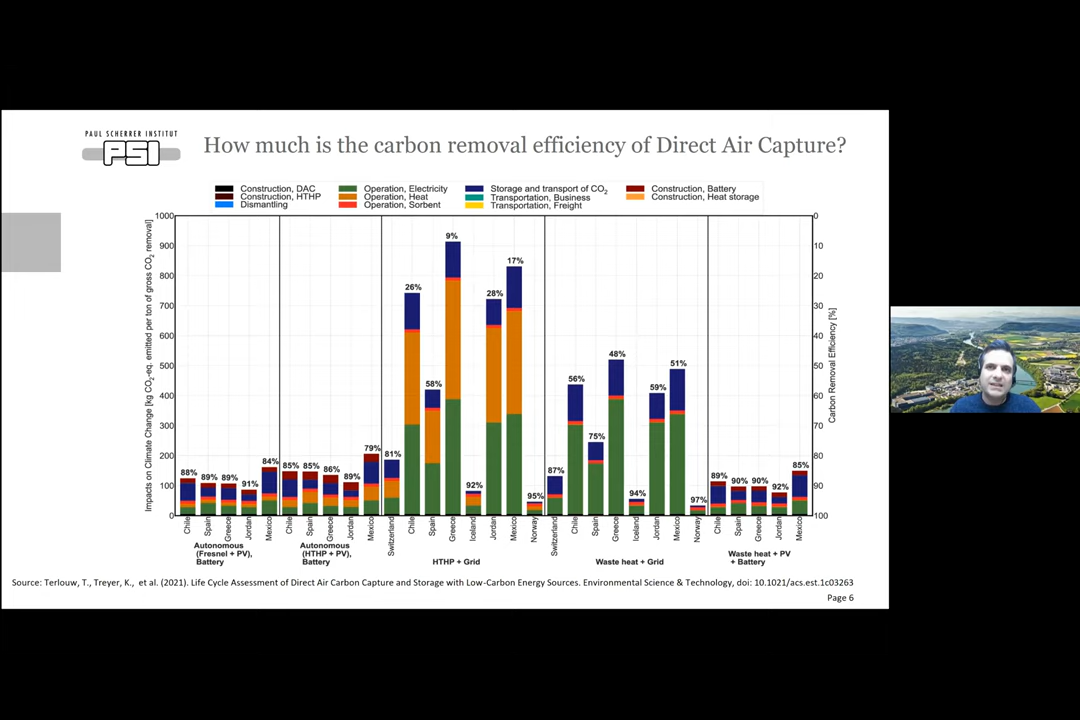 PAUL SCHERRER INSTITUT
PSI
How much is the carbon removal efficiency of Direct Air Capture?
Construction, DAC
Construction, HTHP
Dismantling
Operation, Electricity
Operation, Heat
Operation, Sorbent
Storage and transport of CO₂
Transportation, Business
Transportation, Freight
Construction, Battery
Construction, Heat storage
Impacts on Climate Change [kg CO₂-eq. emitted per ton of gross CO₂ removal]
1000
900
800
700
600
500
400
300
200
100
0
88% 89% 89% 91% 84%
85% 85% 86% 89% 79%
81% 26% 58% 9% 92% 28% 17% 95%
87% 56% 75% 48% 94% 59% 51% 97%
89% 90% 90% 92% 85%
0
10
20
30
40
50
60
70
80
90
100
Carbon Removal Efficiency [%]
Chile Spain Greece Jordan Mexico
Chile Spain Greece Jordan Mexico
Switzerland Chile Spain Greece Iceland Jordan Mexico Norway
Switzerland Chile Spain Greece Iceland Jordan Mexico Norway
Chile Spain Greece Jordan Mexico
Autonomous
(Fresnel + PV),
Battery
Autonomous
(HTHP + PV),
Battery
HTHP + Grid
Waste heat + Grid
Waste heat + PV
+ Battery
Source: Terlouw, T., Treyer, K., et al. (2021). Life Cycle Assessment of Direct Air Carbon Capture and Storage with Low-Carbon Energy Sources. Environmental Science & Technology, doi: 10.1021/acs.est.1c03263
Page 6